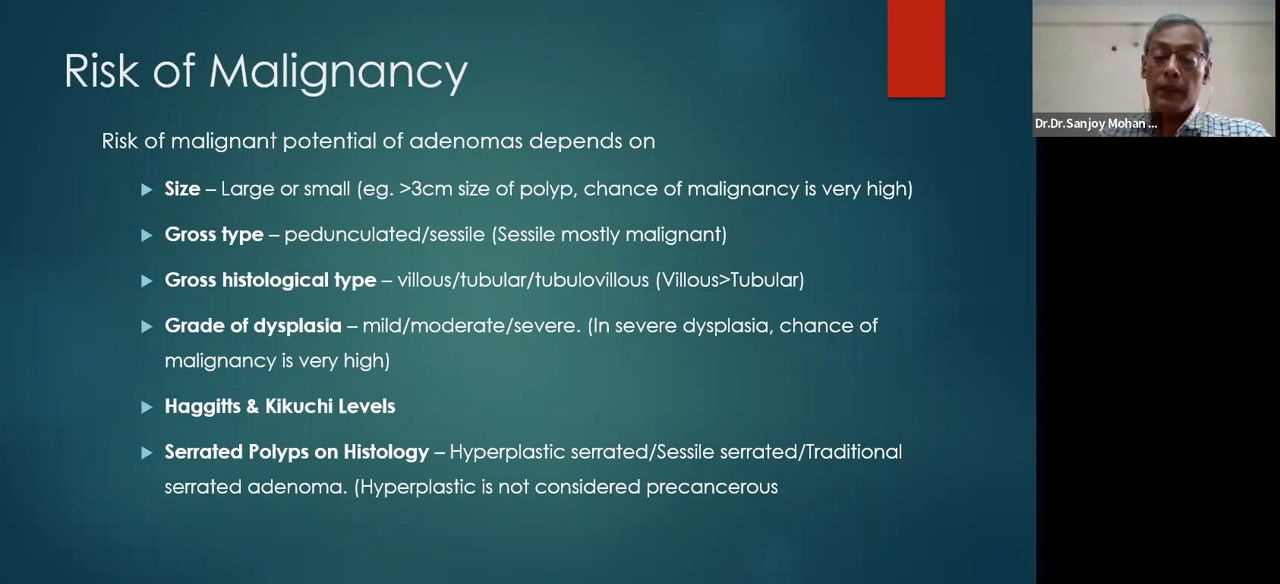 Risk of Malignancy
Dr.Dr.Sanjoy Mohan ...
Risk of malignant potential of adenomas depends on
Size – Large or small (eg. >3cm size of polyp, chance of malignancy is very high)
Gross type – pedunculated/sessile (Sessile mostly malignant)
Gross histological type – villous/tubular/tubulovillous (Villous>Tubular)
Grade of dysplasia – mild/moderate/severe. (In severe dysplasia, chance of
malignancy is very high)
Haggitts & Kikuchi Levels
Serrated Polyps on Histology – Hyperplastic serrated/Sessile serrated/Traditional
serrated adenoma. (Hyperplastic is not considered precancerous